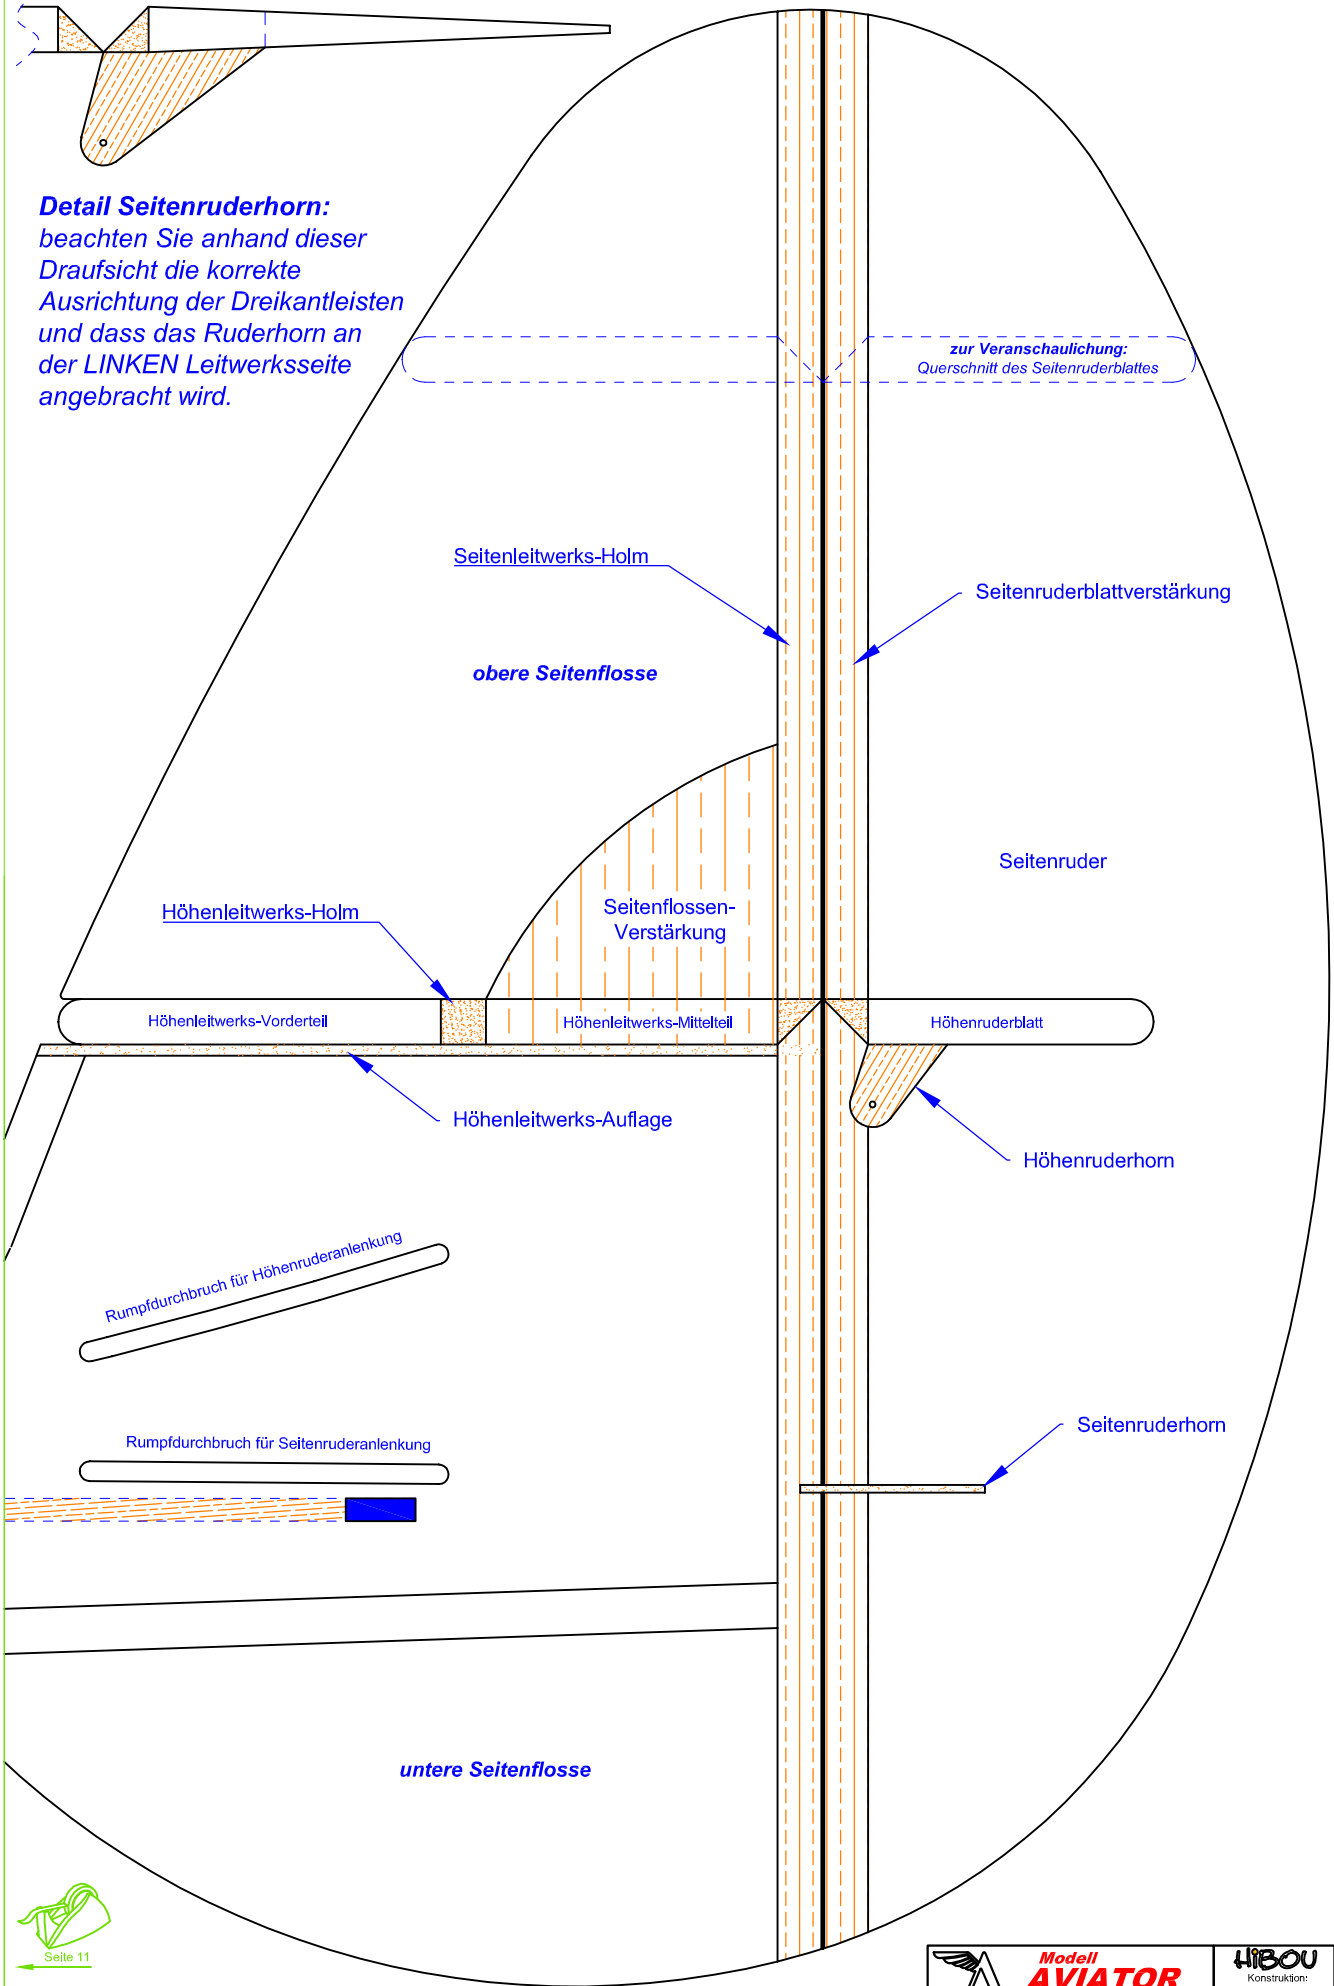 Detail Seitenruderhorn:
beachten Sie anhand dieser
Draufsicht die korrekte
Ausrichtung der Dreikantleisten
und dass das Ruderhorn an
der LINKEN Leitwerksseite
angebracht wird.
zur Veranschaulichung:
Querschnitt des Seitenruderblattes
Seitenleitwerks-Holm
Seitenruderblattverstärkung
obere Seitenflosse
Seitenruder
Höhenleitwerks-Holm
Seitenflossen-
Verstärkung
Höhenleitwerks-Vorderteil
Höhenleitwerks-Mittelteil
Höhenruderblatt
Höhenleitwerks-Auflage
Höhenruderhorn
Rumpfdurchbruch für Höhenruderanlenkung
Rumpfdurchbruch für Seitenruderanlenkung
Seitenruderhorn
untere Seitenflosse
Seite 11
Modell
AVIATOR
HiBOU
Konstruktion: